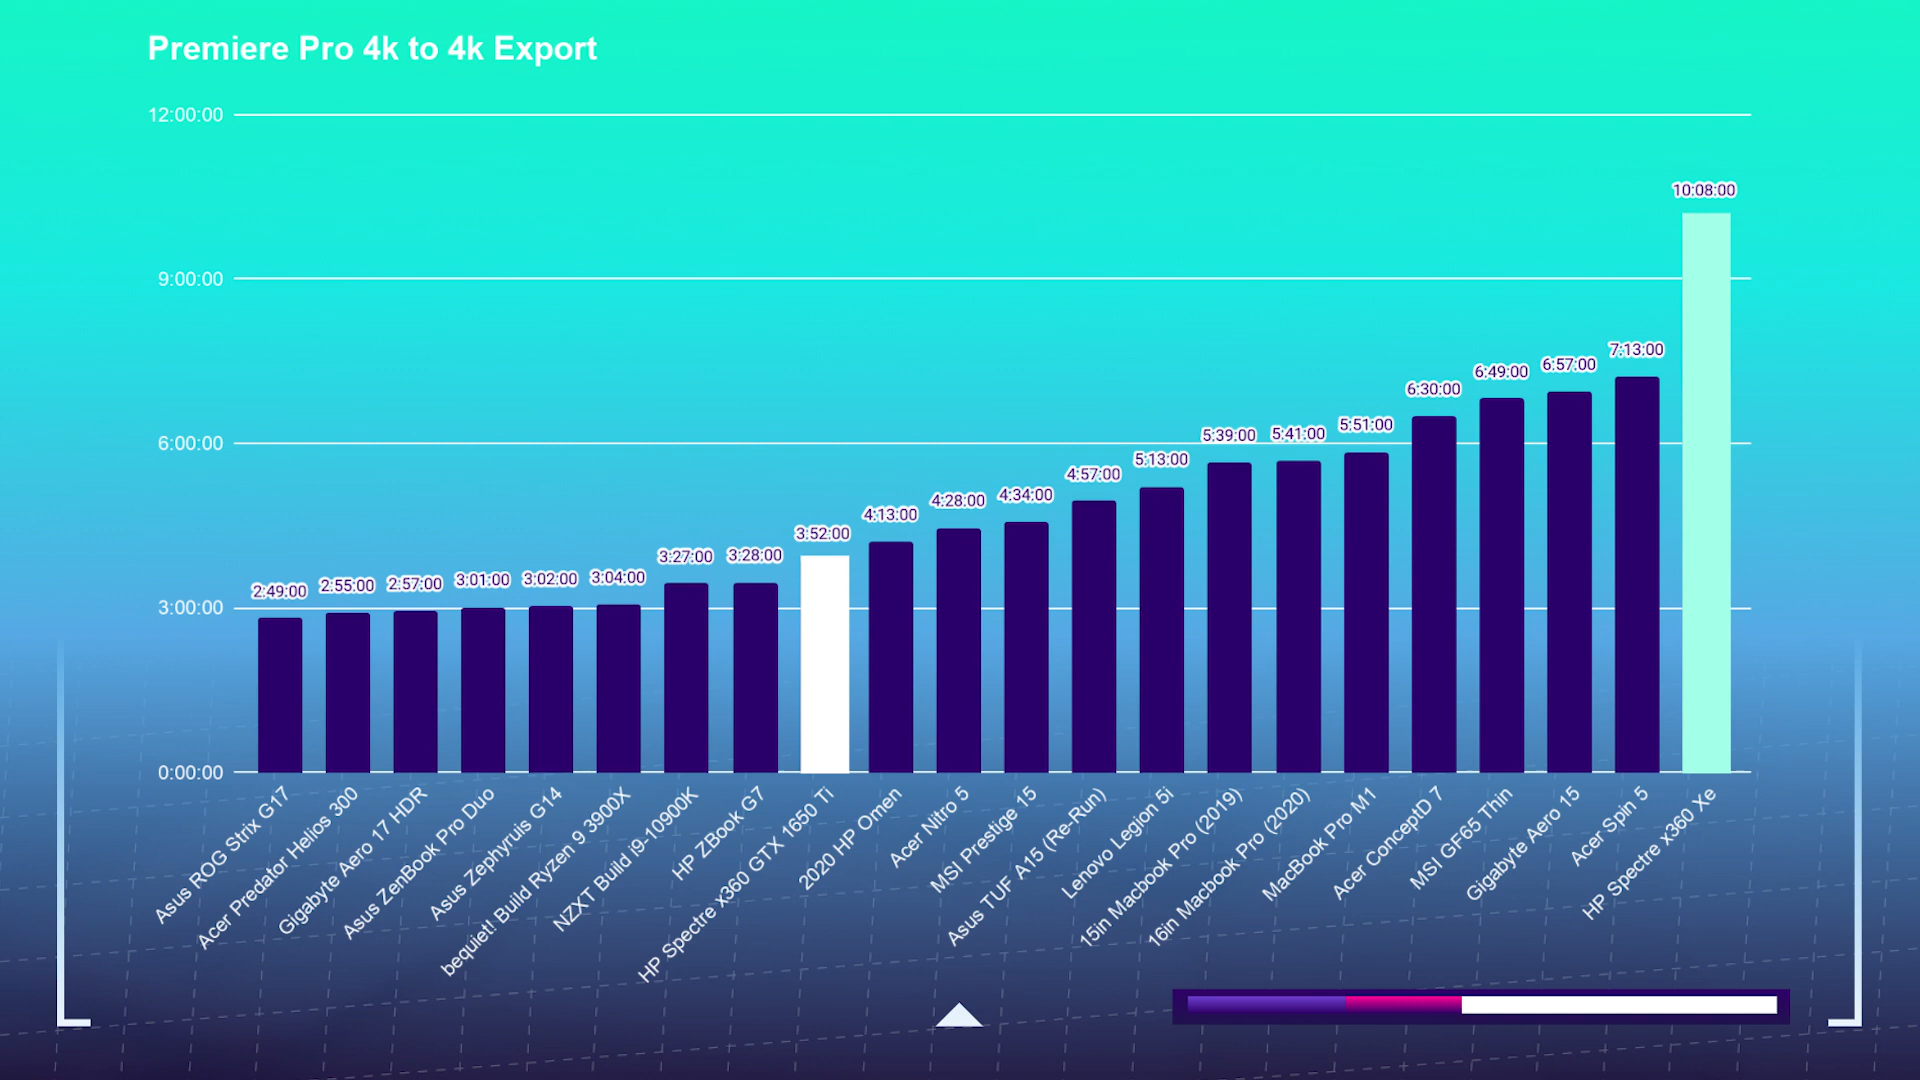 Premiere Pro 4k to 4k Export
12:00:00
9:00:00
6:00:00
3:00:00
0:00:00
2:49:00
2:55:00
2:57:00
3:01:00
3:02:00
3:04:00
3:27:00
3:28:00
3:52:00
4:13:00
4:28:00
4:34:00
4:57:00
5:13:00
5:39:00
5:41:00
5:51:00
6:30:00
6:49:00
6:57:00
7:13:00
10:08:00
Asus ROG Strix G17
Acer Predator Helios 300
Gigabyte Aero 17 HDR
Asus ZenBook Pro Duo
Asus Zephyruis G14
bequiet! Build Ryzen 9 3900X
NZXT Build i9-10900K
HP ZBook G7
HP Spectre x360 GTX 1650 Ti
2020 HP Omen
Acer Nitro 5
MSI Prestige 15
Asus TUF A15 (Re-Run)
Lenovo Legion 5i
15in Macbook Pro (2019)
16in Macbook Pro (2020)
MacBook Pro M1
Acer ConceptD 7
MSI GF65 Thin
Gigabyte Aero 15
Acer Spin 5
HP Spectre x360 Xe